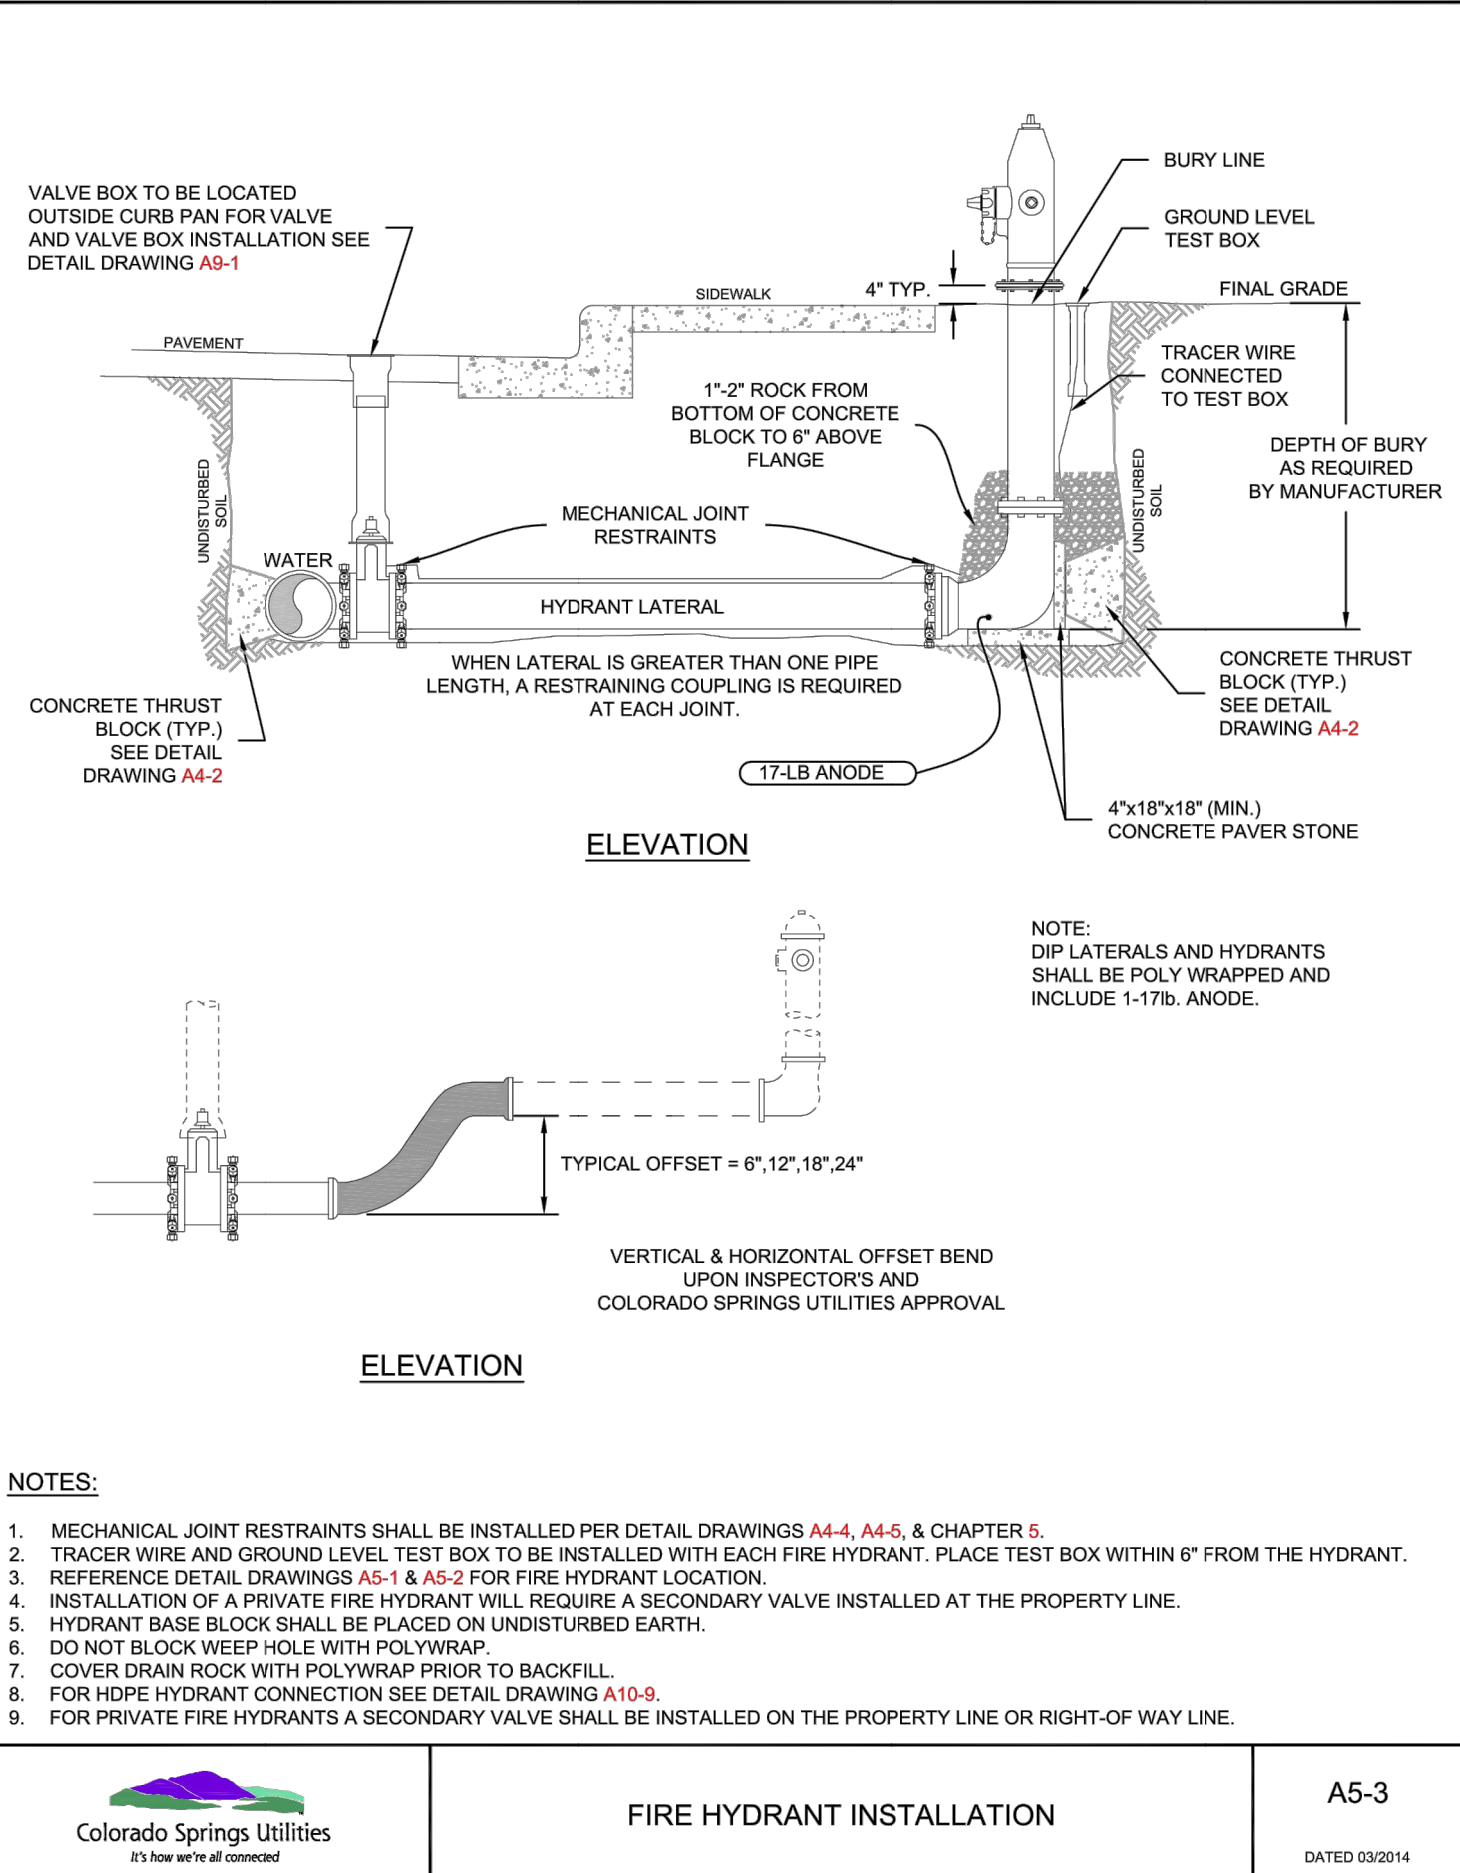 BURY LINE
VALVE BOX TO BE LOCATED
OUTSIDE CURB PAN FOR VALVE
AND VALVE BOX INSTALLATION SEE
DETAIL DRAWING A9-1
GROUND LEVEL
TEST BOX
SIDEWALK
4" TYP.
FINAL GRADE
PAVEMENT
TRACER WIRE
CONNECTED
TO TEST BOX
1"-2" ROCK FROM
BOTTOM OF CONCRETE
BLOCK TO 6" ABOVE
FLANGE
DEPTH OF BURY
AS REQUIRED
BY MANUFACTURER
UNDISTURBED
SOIL
UNDISTURBED
SOIL
MECHANICAL JOINT
RESTRAINTS
WATER
HYDRANT LATERAL
WHEN LATERAL IS GREATER THAN ONE PIPE
LENGTH, A RESTRAINING COUPLING IS REQUIRED
AT EACH JOINT.
CONCRETE THRUST
BLOCK (TYP.)
SEE DETAIL
DRAWING A4-2
CONCRETE THRUST
BLOCK (TYP.)
SEE DETAIL
DRAWING A4-2
17-LB ANODE
4"x18"x18" (MIN.)
CONCRETE PAVER STONE
ELEVATION
NOTE:
DIP LATERALS AND HYDRANTS
SHALL BE POLY WRAPPED AND
INCLUDE 1-17lb. ANODE.
TYPICAL OFFSET = 6",12",18",24"
VERTICAL & HORIZONTAL OFFSET BEND
UPON INSPECTOR'S AND
COLORADO SPRINGS UTILITIES APPROVAL
ELEVATION
NOTES:
1. MECHANICAL JOINT RESTRAINTS SHALL BE INSTALLED PER DETAIL DRAWINGS A4-4, A4-5, & CHAPTER 5.
2. TRACER WIRE AND GROUND LEVEL TEST BOX TO BE INSTALLED WITH EACH FIRE HYDRANT. PLACE TEST BOX WITHIN 6" FROM THE HYDRANT.
3. REFERENCE DETAIL DRAWINGS A5-1 & A5-2 FOR FIRE HYDRANT LOCATION.
4. INSTALLATION OF A PRIVATE FIRE HYDRANT WILL REQUIRE A SECONDARY VALVE INSTALLED AT THE PROPERTY LINE.
5. HYDRANT BASE BLOCK SHALL BE PLACED ON UNDISTURBED EARTH.
6. DO NOT BLOCK WEEP HOLE WITH POLYWRAP.
7. COVER DRAIN ROCK WITH POLYWRAP PRIOR TO BACKFILL.
8. FOR HDPE HYDRANT CONNECTION SEE DETAIL DRAWING A10-9.
9. FOR PRIVATE FIRE HYDRANTS A SECONDARY VALVE SHALL BE INSTALLED ON THE PROPERTY LINE OR RIGHT-OF WAY LINE.
Colorado Springs Utilities
It's how we're all connected
FIRE HYDRANT INSTALLATION
A5-3
DATED 03/2014